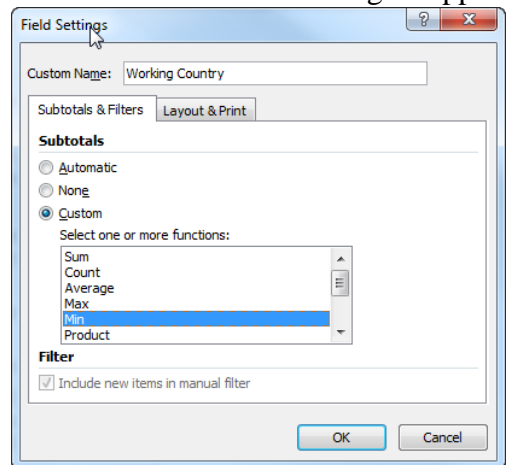 Field Settings
Custom Name: Working Country
Subtotals & Filters Layout & Print
Subtotals
Automatic
None
Custom
Select one or more functions:
Sum
Count
Average
Max
Min
Product
Filter
Include new items in manual filter
OK Cancel